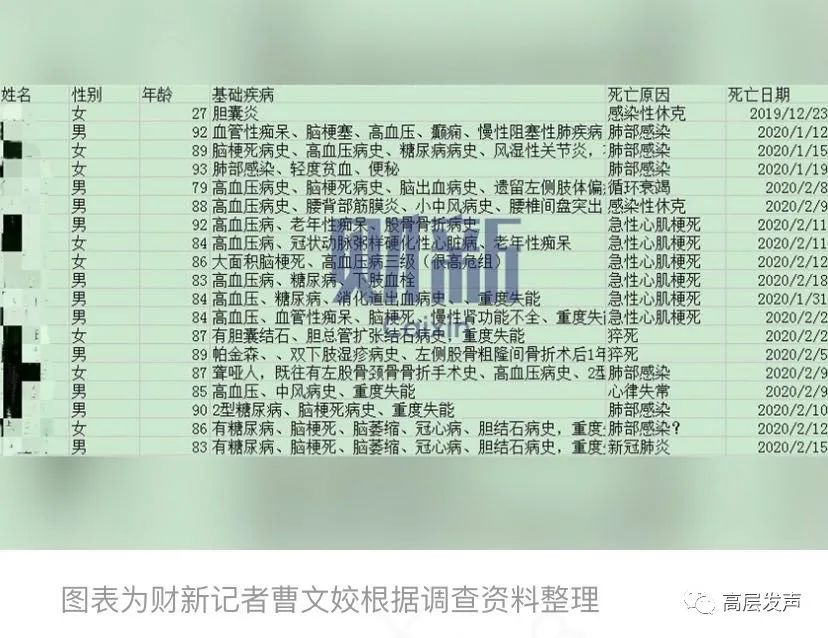 姓名 性别 年龄 基础疾病 死亡原因 死亡日期
女 27 胆囊炎 感染性休克 2019/12/23
男 92 血管性痴呆、脑梗塞、高血压、癫痫、慢性阻塞性肺疾病 肺部感染 2020/1/12
女 89 脑梗死病史、高血压病史、糖尿病病史、风湿性关节炎, 肺部感染 2020/1/15
女 93 肺部感染、轻度贫血、便秘 肺部感染 2020/1/19
男 79 高血压病史、脑梗死病史、脑出血病史、遗留左侧肢体偏 循环衰竭 2020/2/8
男 88 高血压病史、腰背部筋膜炎、小中风病史、腰椎间盘突出 感染性休克 2020/2/9
男 92 高血压病、老年性痴呆、股骨骨折病史 急性心肌梗死 2020/2/11
女 84 高血压病、冠状动脉粥样硬化性心脏病、老年性痴呆 急性心肌梗死 2020/2/11
女 86 大面积脑梗死、高血压病三级（很高危组） 急性心肌梗死 2020/2/12
男 83 高血压病、糖尿病、下肢血栓 急性心肌梗死 2020/2/18
男 84 高血压、糖尿病、消化道出血病史、、重度失能 急性心肌梗死 2020/1/31
男 84 高血压、血管性痴呆、脑梗死、慢性肾功能不全、重度失 急性心肌梗死 2020/2/2
女 87 有胆囊结石、胆总管扩张结石病史，重度失能 猝死 2020/2/2
男 89 帕金森、、双下肢湿疹病史、左侧股骨粗隆间骨折术后1年 猝死 2020/2/5
女 87 聋哑人，既往有左股骨颈骨骨折手术史、高血压病史、2型 肺部感染 2020/2/9
男 85 高血压、中风病史、重度失能 心律失常 2020/2/9
男 90 2型糖尿病、脑梗死病史、重度失能 肺部感染 2020/2/10
女 86 有糖尿病、脑梗死、脑萎缩、冠心病、胆结石病史，重度 肺部感染？ 2020/2/12
男 83 有糖尿病、脑梗死、脑萎缩、冠心病、胆结石病史，重度 新冠肺炎 2020/2/15
财新
Caixin
图表为财新记者曹文姣根据调查资料整理
高层发声